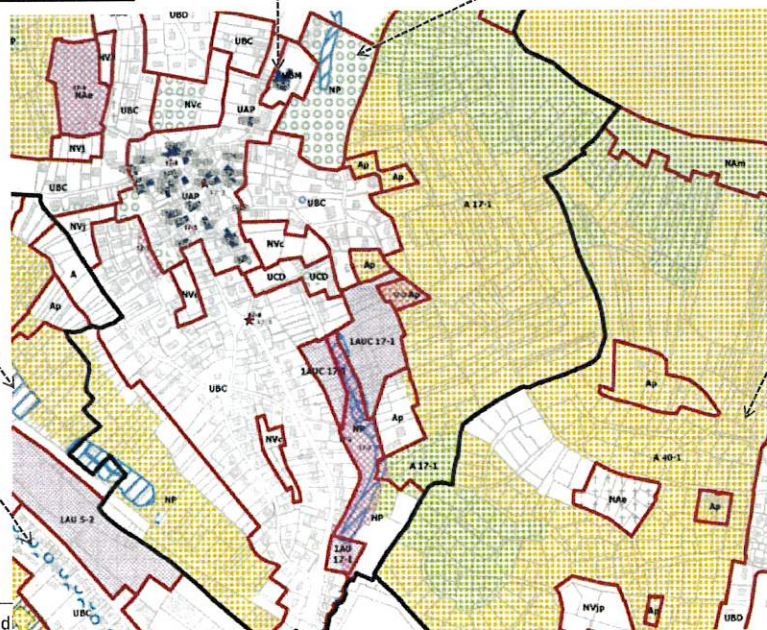 UBD
UBC
NVj
NAe
UBC
NVc
UAP
NP
NVj
UBC
UAP
Ap
Ap
A 17-1
NAm
UBC
NVj
A
Ap
NVc
Ap
UCD
UCD
NVc
Ap
1AUC 17-1
1AUC 17-1
UBC
Ap
Ap
NVc
NP
A 17-1
A 40-1
NAe
Ap
NP
1AU 5-2
NP
1AU
17-1
UBC
NVjp
Ap
UBD
d